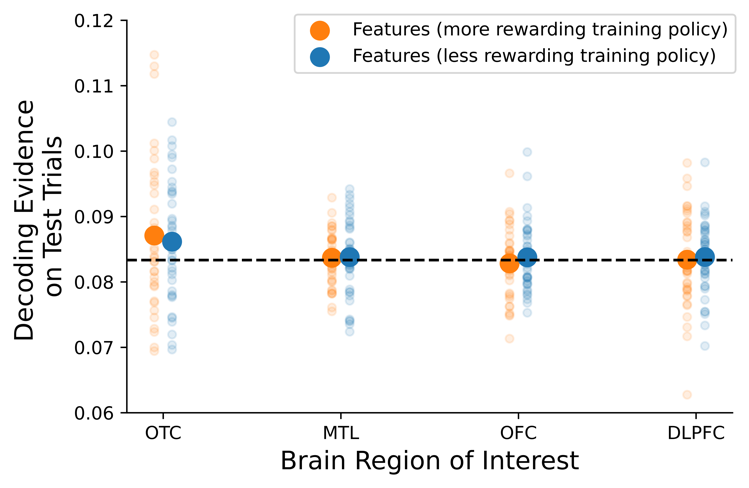 Features (more rewarding training policy)
Features (less rewarding training policy)
Decoding Evidence
on Test Trials
0.12
0.11
0.10
0.09
0.08
0.07
0.06
OTC
MTL
OFC
DLPFC
Brain Region of Interest